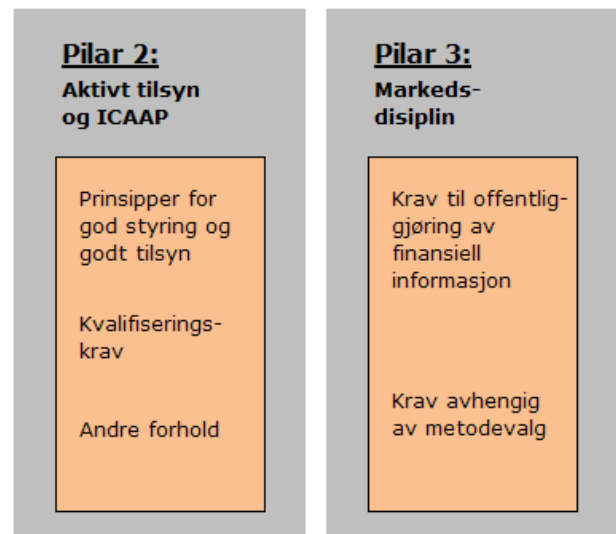 Pilar 2:
Aktivt tilsyn
og ICAAP
Prinsipper for
god styring og
godt tilsyn
Kvalifiserings-
krav
Andre forhold
Pilar 3:
Markeds-
disiplin
Krav til offentlig-
gjøring av
finansiell
informasjon
Krav avhengig
av metodevalg